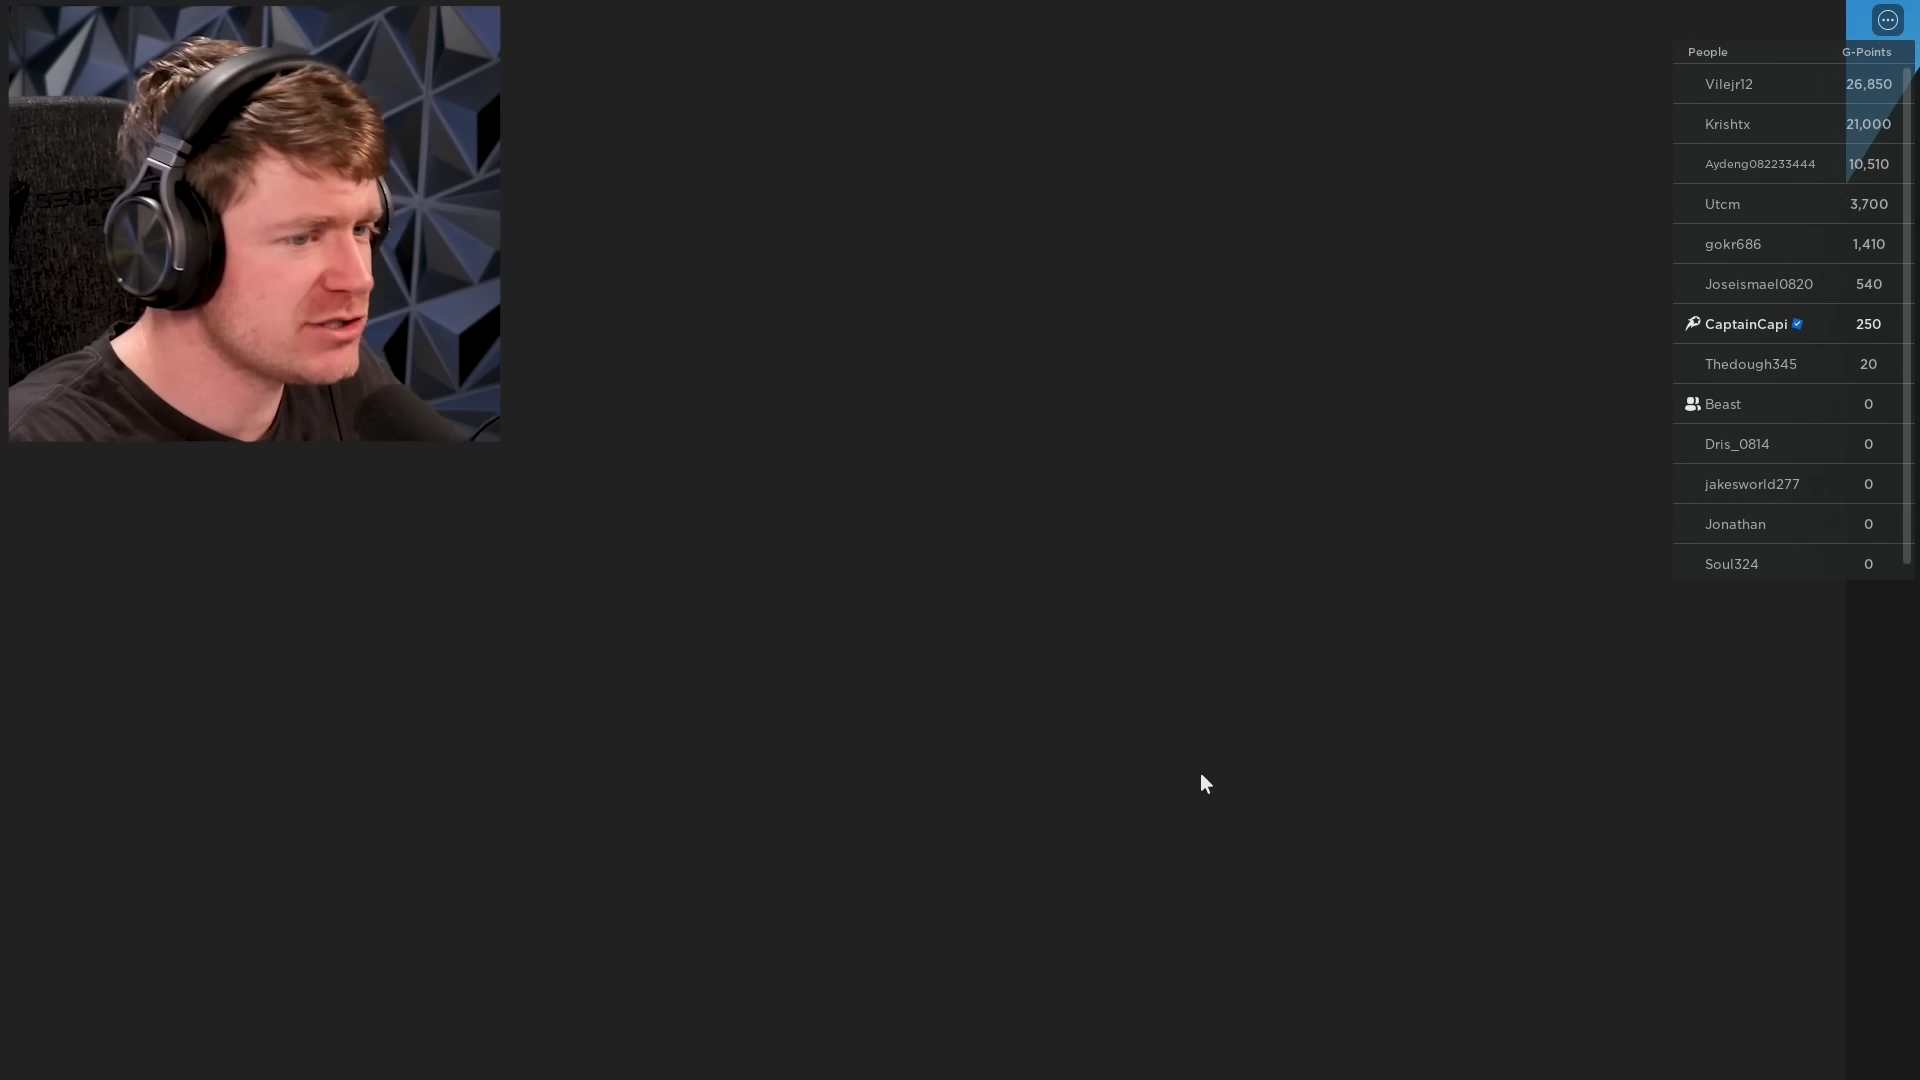 People G-Points
Vilejr12 26,850
Krishtx 21,000
Aydeng082233444 10,510
Utcm 3,700
gokr686 1,410
Joseismael0820 540
CaptainCapi 250
Thedough345 20
Beast 0
Dris_0814 0
jakesworld277 0
Jonathan 0
Soul324 0